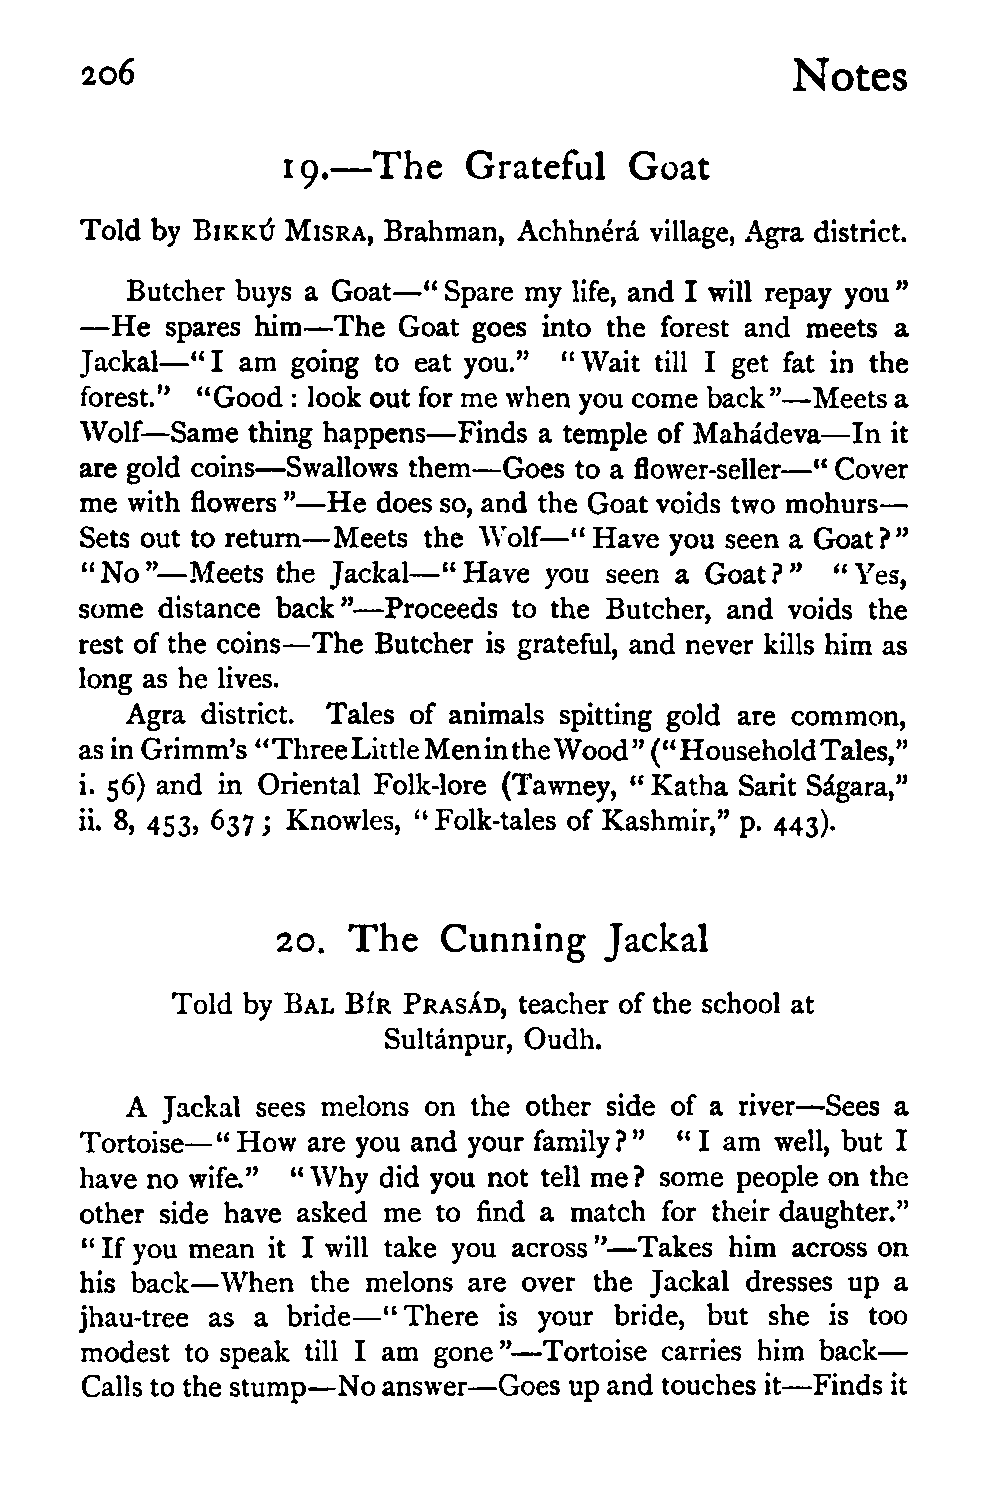 206 Notes
19.—The Grateful Goat
Told by BIKKÚ MISRA, Brahman, Achhnérá village, Agra district.
Butcher buys a Goat—“Spare my life, and I will repay you”
—He spares him—The Goat goes into the forest and meets a
Jackal—“I am going to eat you.” “Wait till I get fat in the
forest.” “Good : look out for me when you come back”—Meets a
Wolf—Same thing happens—Finds a temple of Mahádeva—In it
are gold coins—Swallows them—Goes to a flower-seller—“Cover
me with flowers”—He does so, and the Goat voids two mohurs—
Sets out to return—Meets the Wolf—“Have you seen a Goat?”
“No”—Meets the Jackal—“Have you seen a Goat?” “Yes,
some distance back”—Proceeds to the Butcher, and voids the
rest of the coins—The Butcher is grateful, and never kills him as
long as he lives.
Agra district. Tales of animals spitting gold are common,
as in Grimm’s “Three Little Men in the Wood” (“Household Tales,”
i. 56) and in Oriental Folk-lore (Tawney, “Katha Sarit Ságara,”
ii. 8, 453, 637; Knowles, “Folk-tales of Kashmir,” p. 443).
20. The Cunning Jackal
Told by BAL BÍR PRASÁD, teacher of the school at
Sultánpur, Oudh.
A Jackal sees melons on the other side of a river—Sees a
Tortoise—“How are you and your family?” “I am well, but I
have no wife.” “Why did you not tell me? some people on the
other side have asked me to find a match for their daughter.”
“If you mean it I will take you across”—Takes him across on
his back—When the melons are over the Jackal dresses up a
jhau-tree as a bride—“There is your bride, but she is too
modest to speak till I am gone”—Tortoise carries him back—
Calls to the stump—No answer—Goes up and touches it—Finds it